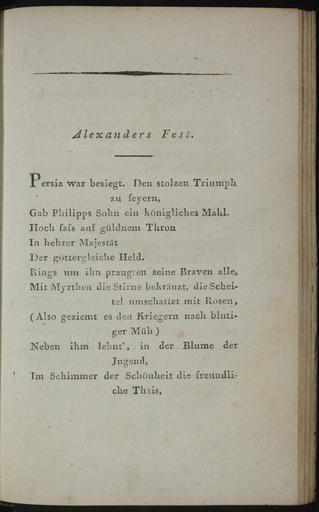 Alexanders Fest.
Persia war besiegt. Den stolzen Triumph
zu feyern,
Gab Philipps Sohn ein königliches Mahl.
Hoch sass auf güldnem Thron
In hehrer Majestät
Der göttergleiche Held.
Rings um ihn prangten seine Braven alle,
Mit Myrthen die Stirne bekränzt, die Schei-
tel umschattet mit Rosen,
(Also geziemt es den Kriegern nach bluti-
ger Müh)
Neben ihm lehnt', in der Blume der
Jugend,
Im Schimmer der Schönheit die freundli-
che Thais,